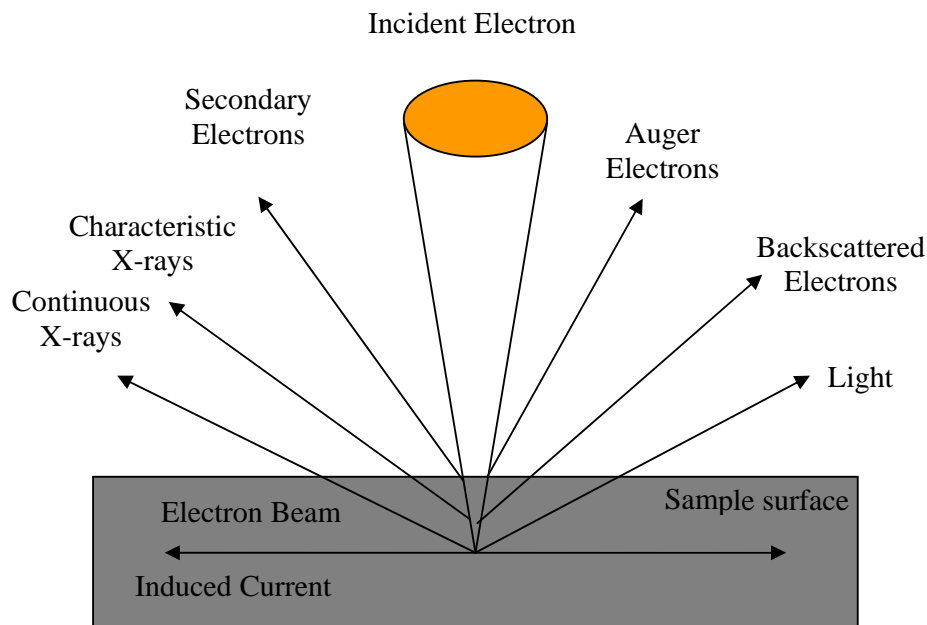 Incident Electron
Secondary
Electrons
Auger
Electrons
Characteristic
X-rays
Backscattered
Electrons
Continuous
X-rays
Light
Electron Beam
Sample surface
Induced Current